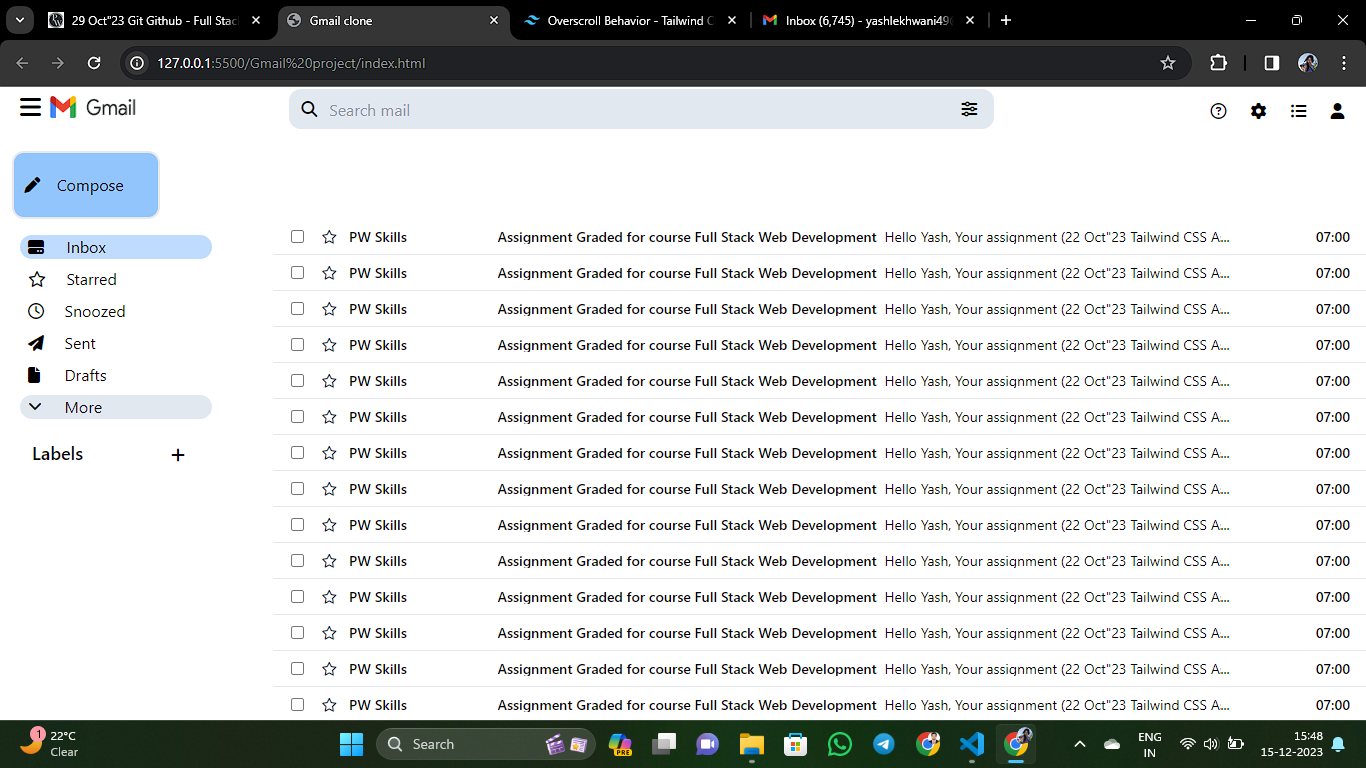 29 Oct"23 Git Github - Full Stac
Gmail clone
Overscroll Behavior - Tailwind C
Inbox (6,745) - yashlekhwani49
127.0.0.1:5500/Gmail%20project/index.html
Gmail
Search mail
Compose
Inbox
Starred
Snoozed
Sent
Drafts
More
Labels
PW Skills Assignment Graded for course Full Stack Web Development Hello Yash, Your assignment (22 Oct"23 Tailwind CSS A... 07:00
PW Skills Assignment Graded for course Full Stack Web Development Hello Yash, Your assignment (22 Oct"23 Tailwind CSS A... 07:00
PW Skills Assignment Graded for course Full Stack Web Development Hello Yash, Your assignment (22 Oct"23 Tailwind CSS A... 07:00
PW Skills Assignment Graded for course Full Stack Web Development Hello Yash, Your assignment (22 Oct"23 Tailwind CSS A... 07:00
PW Skills Assignment Graded for course Full Stack Web Development Hello Yash, Your assignment (22 Oct"23 Tailwind CSS A... 07:00
PW Skills Assignment Graded for course Full Stack Web Development Hello Yash, Your assignment (22 Oct"23 Tailwind CSS A... 07:00
PW Skills Assignment Graded for course Full Stack Web Development Hello Yash, Your assignment (22 Oct"23 Tailwind CSS A... 07:00
PW Skills Assignment Graded for course Full Stack Web Development Hello Yash, Your assignment (22 Oct"23 Tailwind CSS A... 07:00
PW Skills Assignment Graded for course Full Stack Web Development Hello Yash, Your assignment (22 Oct"23 Tailwind CSS A... 07:00
PW Skills Assignment Graded for course Full Stack Web Development Hello Yash, Your assignment (22 Oct"23 Tailwind CSS A... 07:00
PW Skills Assignment Graded for course Full Stack Web Development Hello Yash, Your assignment (22 Oct"23 Tailwind CSS A... 07:00
PW Skills Assignment Graded for course Full Stack Web Development Hello Yash, Your assignment (22 Oct"23 Tailwind CSS A... 07:00
PW Skills Assignment Graded for course Full Stack Web Development Hello Yash, Your assignment (22 Oct"23 Tailwind CSS A... 07:00
PW Skills Assignment Graded for course Full Stack Web Development Hello Yash, Your assignment (22 Oct"23 Tailwind CSS A... 07:00
1
22°C
Clear
Search
PRE
ENG
IN
15:48
15-12-2023